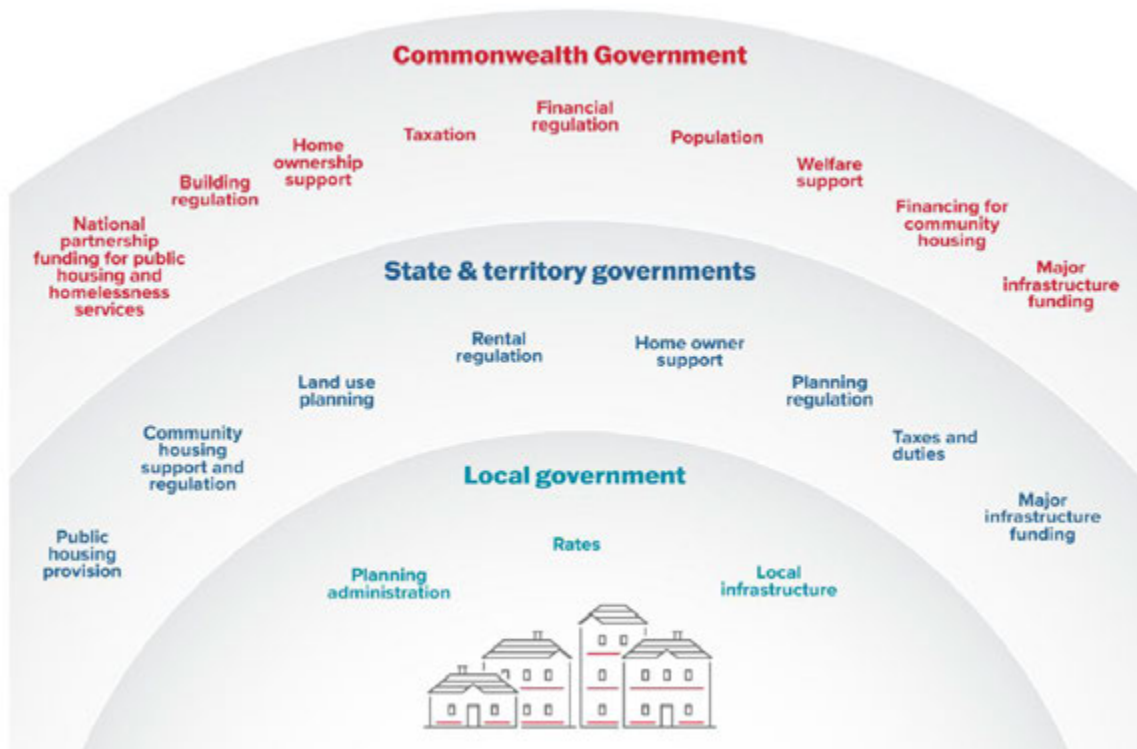 Commonwealth Government
National
partnership
funding for public
housing and
homelessness
services
Building
regulation
Home
ownership
support
Taxation
Financial
regulation
Population
Welfare
support
Financing for
community
housing
Major
infrastructure
funding
State & territory governments
Public
housing
provision
Community
housing
support and
regulation
Land use
planning
Rental
regulation
Home owner
support
Planning
regulation
Taxes and
duties
Major
infrastructure
funding
Local government
Planning
administration
Rates
Local
infrastructure